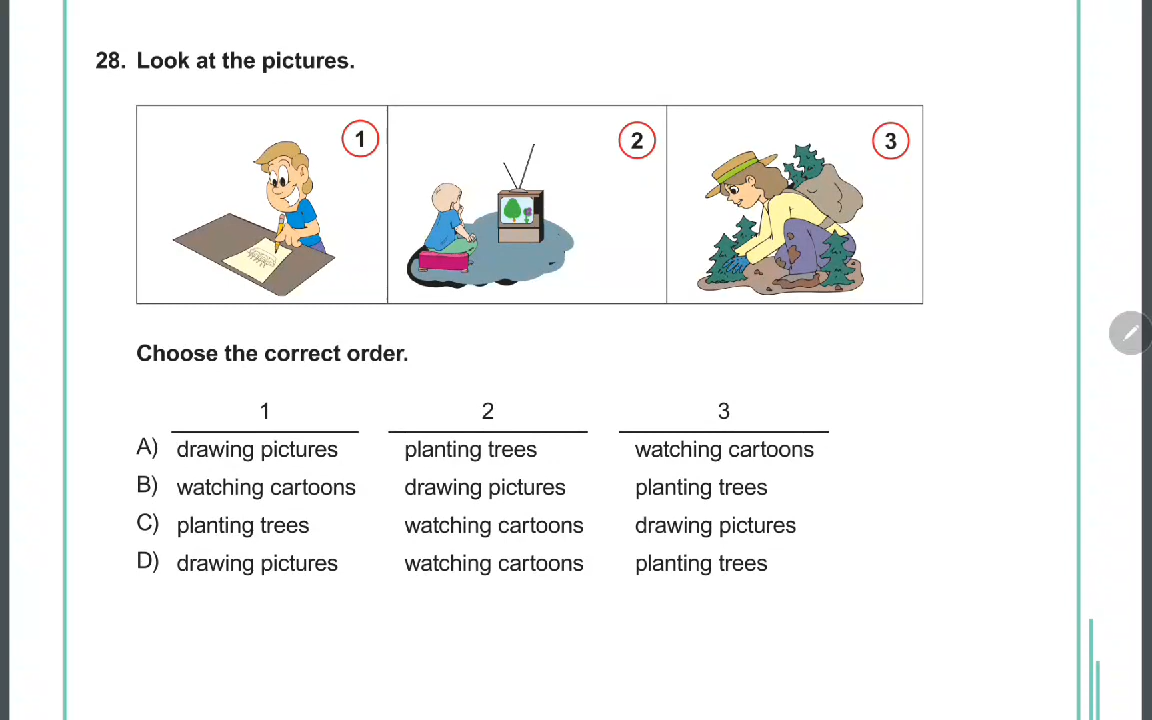 28. Look at the pictures.
1 2 3
Choose the correct order.
1 2 3
A) drawing pictures planting trees watching cartoons
B) watching cartoons drawing pictures planting trees
C) planting trees watching cartoons drawing pictures
D) drawing pictures watching cartoons planting trees